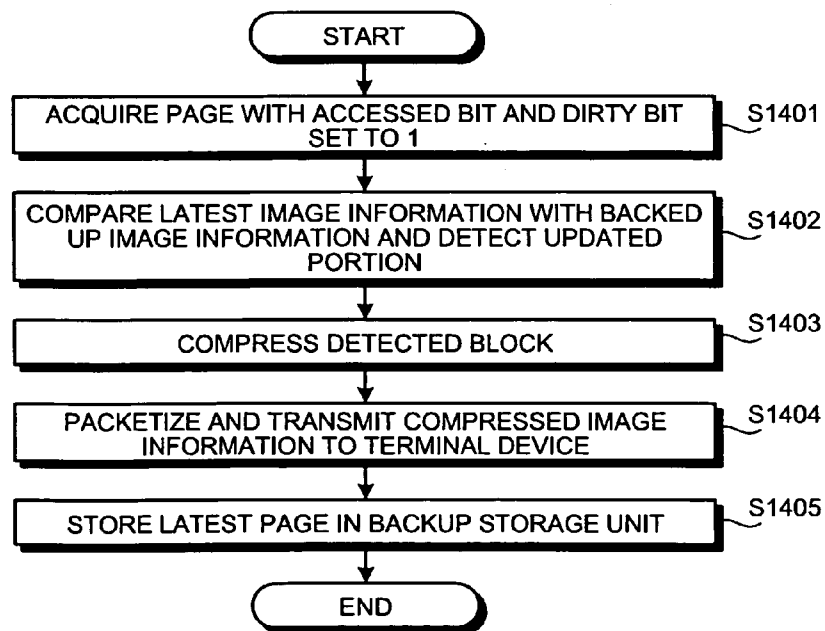 START
ACQUIRE PAGE WITH ACCESSED BIT AND DIRTY BIT
SET TO 1
S1401
COMPARE LATEST IMAGE INFORMATION WITH BACKED
UP IMAGE INFORMATION AND DETECT UPDATED
PORTION
S1402
COMPRESS DETECTED BLOCK
S1403
PACKETIZE AND TRANSMIT COMPRESSED IMAGE
INFORMATION TO TERMINAL DEVICE
S1404
STORE LATEST PAGE IN BACKUP STORAGE UNIT
S1405
END